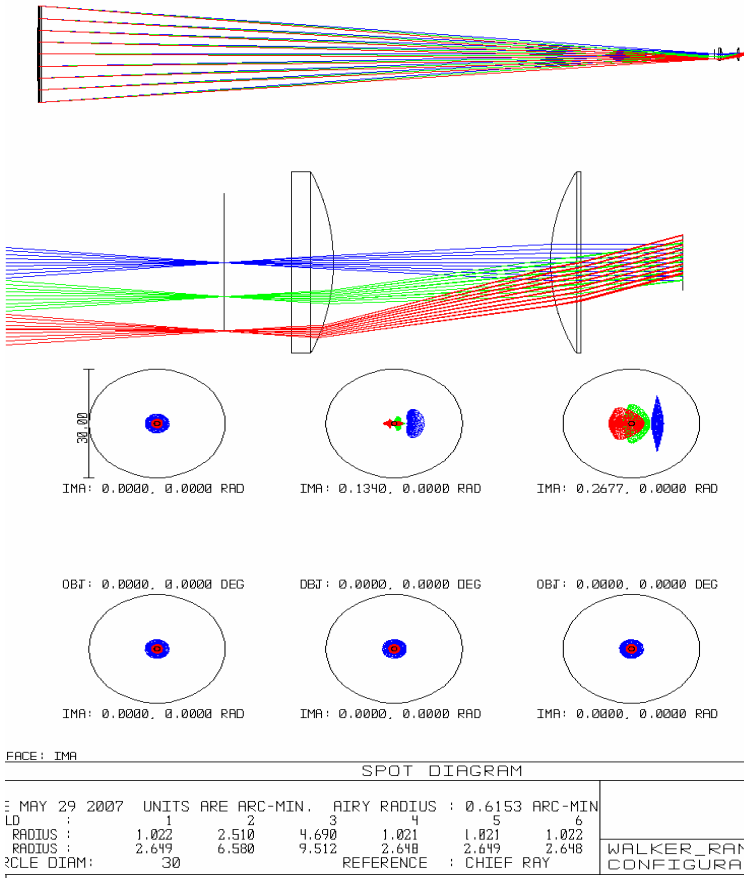 30.00
IMA: 0.0000, 0.0000 RAD
IMA: 0.1340, 0.0000 RAD
IMA: 0.2677, 0.0000 RAD
OBJ: 0.0000, 0.0000 DEG
OBJ: 0.0000, 0.0000 DEG
OBJ: 0.0000, 0.0000 DEG
IMA: 0.0000, 0.0000 RAD
IMA: 0.0000, 0.0000 RAD
IMA: 0.0000, 0.0000 RAD
FACE: IMA
SPOT DIAGRAM
E MAY 29 2007 UNITS ARE ARC-MIN. AIRY RADIUS : 0.6153 ARC-MIN
LD : 1 2 3 4 5 6
RADIUS : 1.022 2.510 4.690 1.021 1.021 1.022
RADIUS : 2.649 6.580 9.512 2.648 2.649 2.648
RCLE DIAM: 30 REFERENCE : CHIEF RAY
WALKER_RAN
CONFIGURA